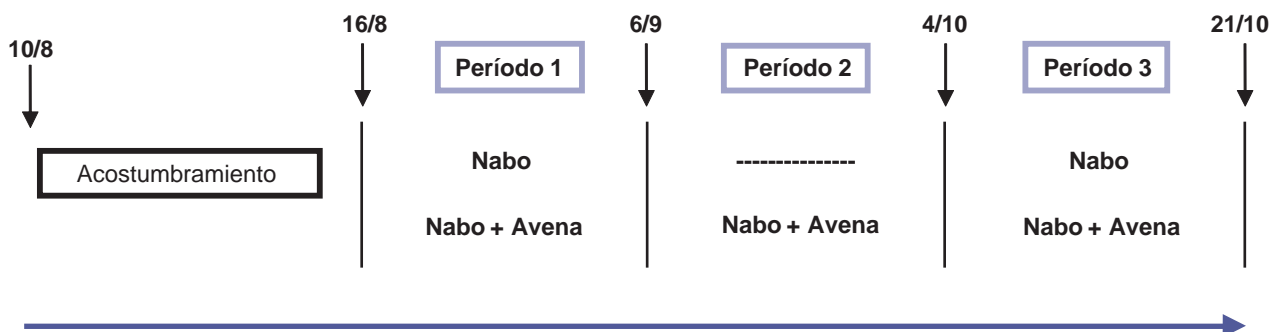 10/8
16/8
6/9
4/10
21/10
Período 1
Período 2
Período 3
Acostumbramiento
Nabo
---------------
Nabo
Nabo + Avena
Nabo + Avena
Nabo + Avena